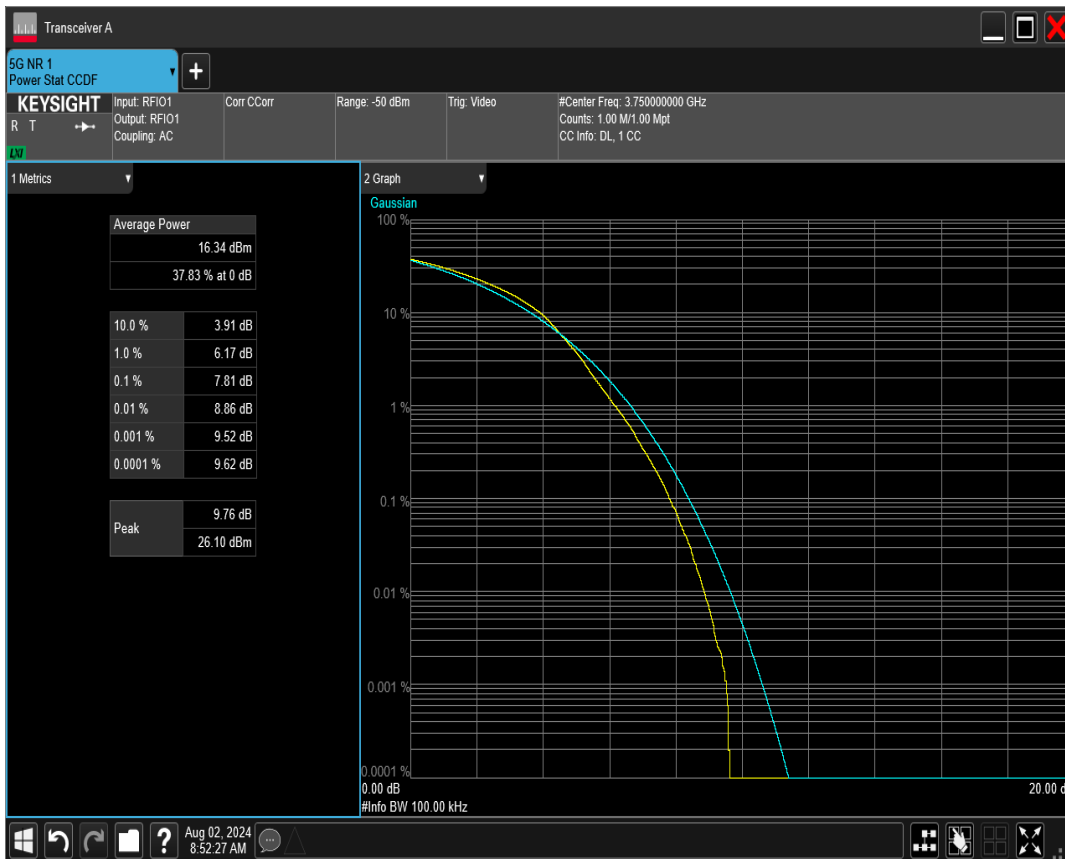 Transceiver A
5G NR 1
Power Stat CCDF
+
KEYSIGHT
R T
LXI
Input: RFIO1
Output: RFIO1
Coupling: AC
Corr CCorr
Range: -50 dBm
Trig: Video
#Center Freq: 3.750000000 GHz
Counts: 1.00 M/1.00 Mpt
CC Info: DL, 1 CC
1 Metrics
Average Power
16.34 dBm
37.83 % at 0 dB
10.0 % 3.91 dB
1.0 % 6.17 dB
0.1 % 7.81 dB
0.01 % 8.86 dB
0.001 % 9.52 dB
0.0001 % 9.62 dB
Peak
9.76 dB
26.10 dBm
2 Graph
Gaussian
100 %
10 %
1 %
0.1 %
0.01 %
0.001 %
0.0001 %
0.00 dB
20.00 d
#Info BW 100.00 kHz
?
Aug 02, 2024
8:52:27 AM